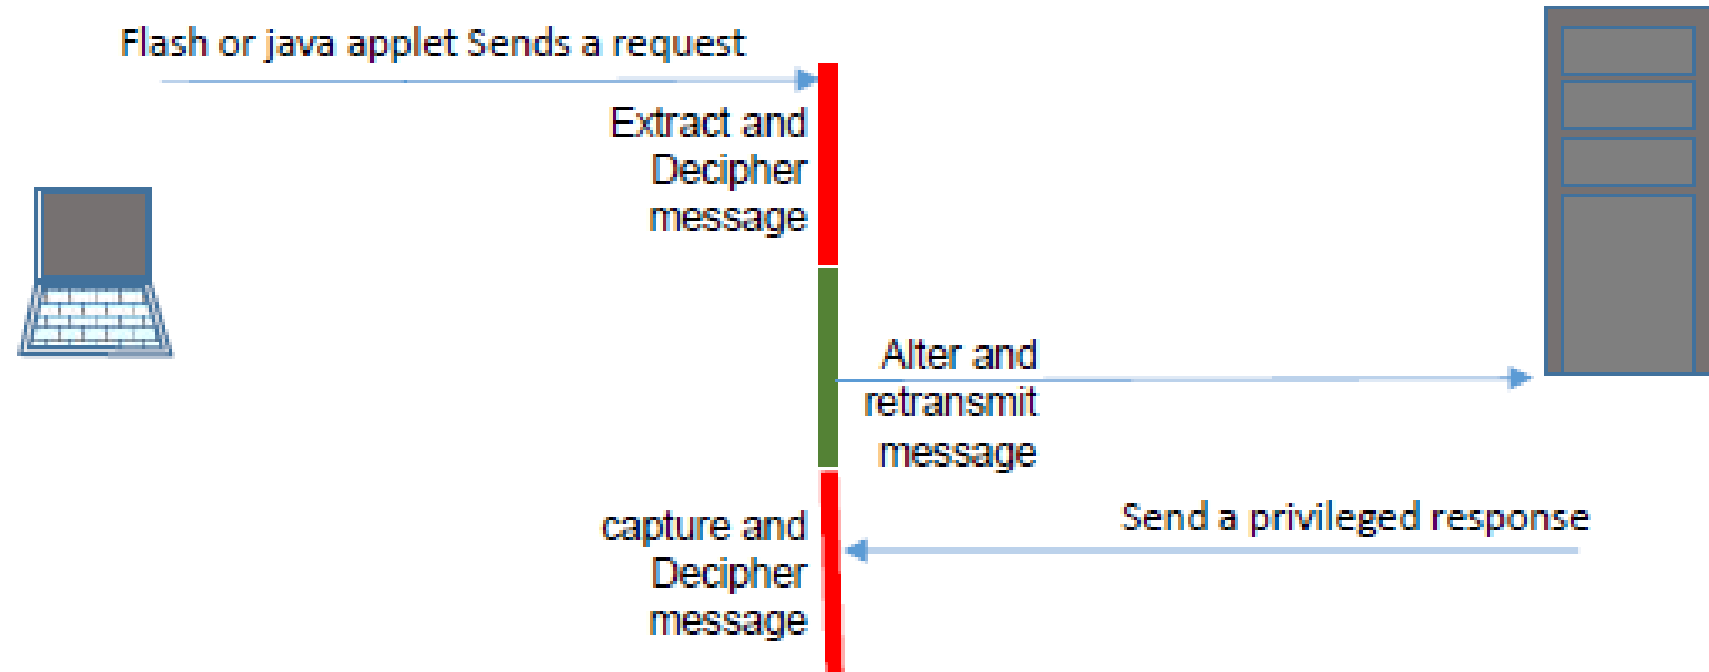 Flash or java applet Sends a request
Extract and
Decipher
message
Alter and
retransmit
message
Send a privileged response
capture and
Decipher
message